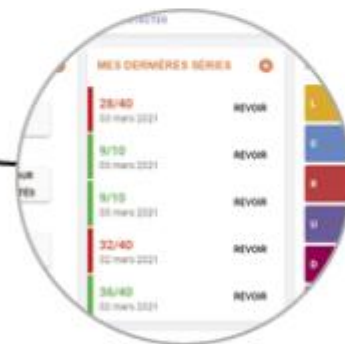 MES DERNIÈRES SÉRIES
28/40
03 mars 2021
REVOIR
9/10
03 mars 2021
REVOIR
9/10
03 mars 2021
REVOIR
32/40
02 mars 2021
REVOIR
36/40
02 mars 2021
REVOIR
L
C
R
U
D